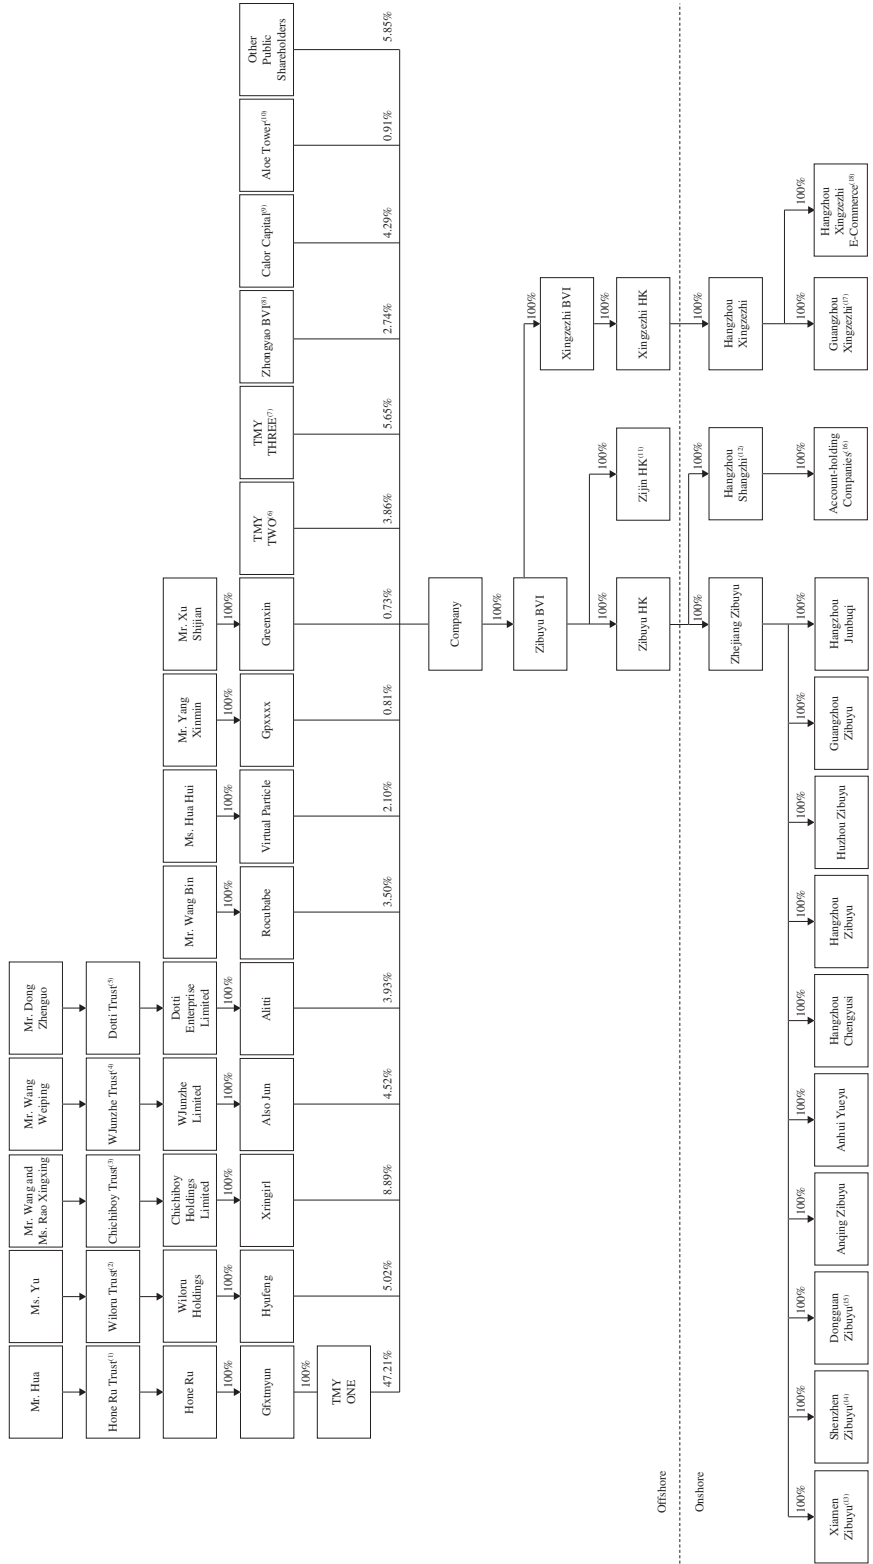 Mr. Hua
Ms. Yu
Mr. Wang and
Ms. Rao Xingxing
Mr. Wang
Weiping
Mr. Dong
Zhenguo
Hone Ru Trust(1)
Wiloru Trust(2)
Chichiboy Trust(3)
WJunzhe Trust(4)
Dotti Trust(5)
Hone Ru
Wiloru
Holdings
Chichiboy
Holdings
Limited
WJunzhe
Limited
Dotti
Enterprise
Limited
Mr. Wang Bin
Ms. Hua Hui
Mr. Yang
Xinmin
Mr. Xu
Shijian
100%
100%
100%
100%
100%
100%
100%
100%
100%
Gfxtmyun
Hyufeng
Xringirl
Also Jun
Alitti
Rocubabe
Virtual Particle
Gpxxxx
Greenxin
TMY
TWO(6)
TMY
THREE(7)
Zhongyao BVI(8)
Calor Capital(9)
Aloe Tower(10)
Other
Public
Shareholders
100%
TMY
ONE
47.21%
5.02%
8.89%
4.52%
3.93%
3.50%
2.10%
0.81%
0.73%
3.86%
5.65%
2.74%
4.29%
0.91%
5.85%
Company
100%
Zibuyu BVI
100%
Xingzezhi BVI
100%
100%
100%
Zibuyu HK
Zijin HK(11)
Xingzezhi HK
Offshore
Onshore
100%
100%
100%
Zhejiang Zibuyu
Hangzhou
Shangzhi(12)
Hangzhou
Xingzezhi
100%
100%
100%
100%
100%
100%
100%
100%
100%
100%
100%
100%
100%
Xiamen
Zibuyu(13)
Shenzhen
Zibuyu(14)
Dongguan
Zibuyu(15)
Anqing Zibuyu
Anhui Yueyu
Hangzhou
Chengyusi
Hangzhou
Zibuyu
Huzhou Zibuyu
Guangzhou
Zibuyu
Hangzhou
Junbuqi
Account-holding
Companies(16)
Guangzhou
Xingzezhi(17)
Hangzhou
Xingzezhi
E-Commerce(18)